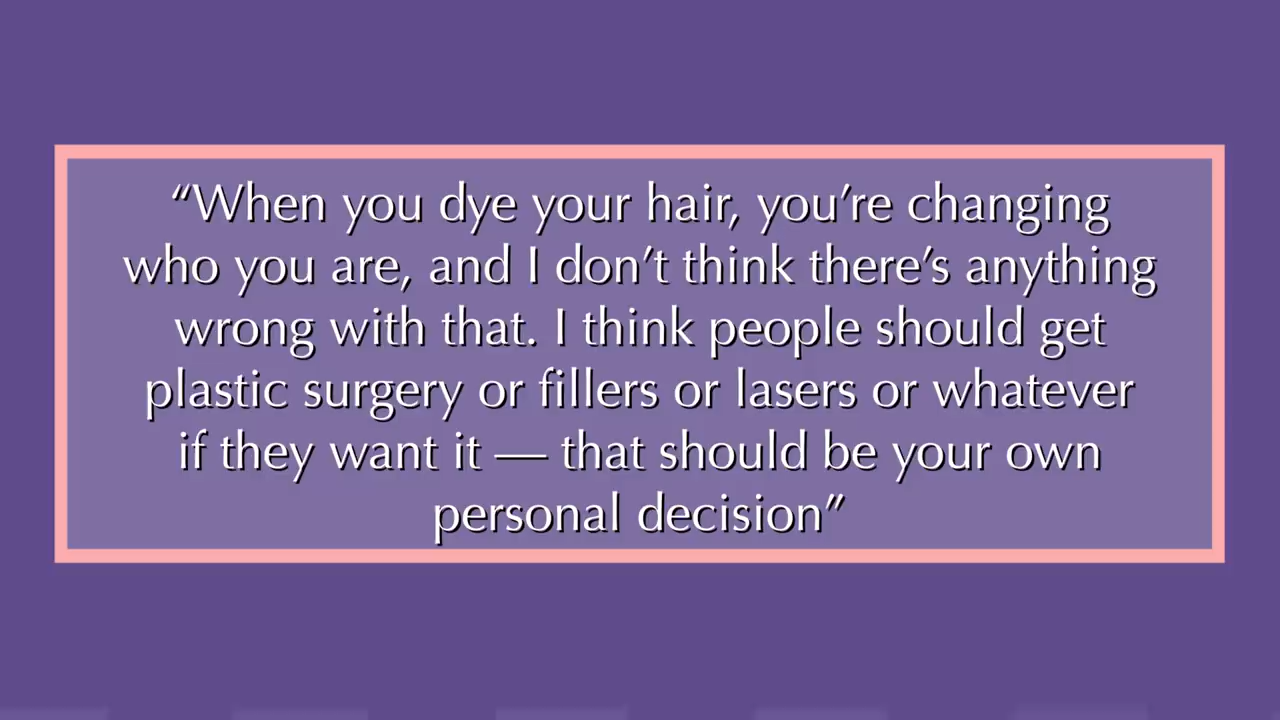 “When you dye your hair, you’re changing
who you are, and I don’t think there’s anything
wrong with that. I think people should get
plastic surgery or fillers or lasers or whatever
if they want it — that should be your own
personal decision”